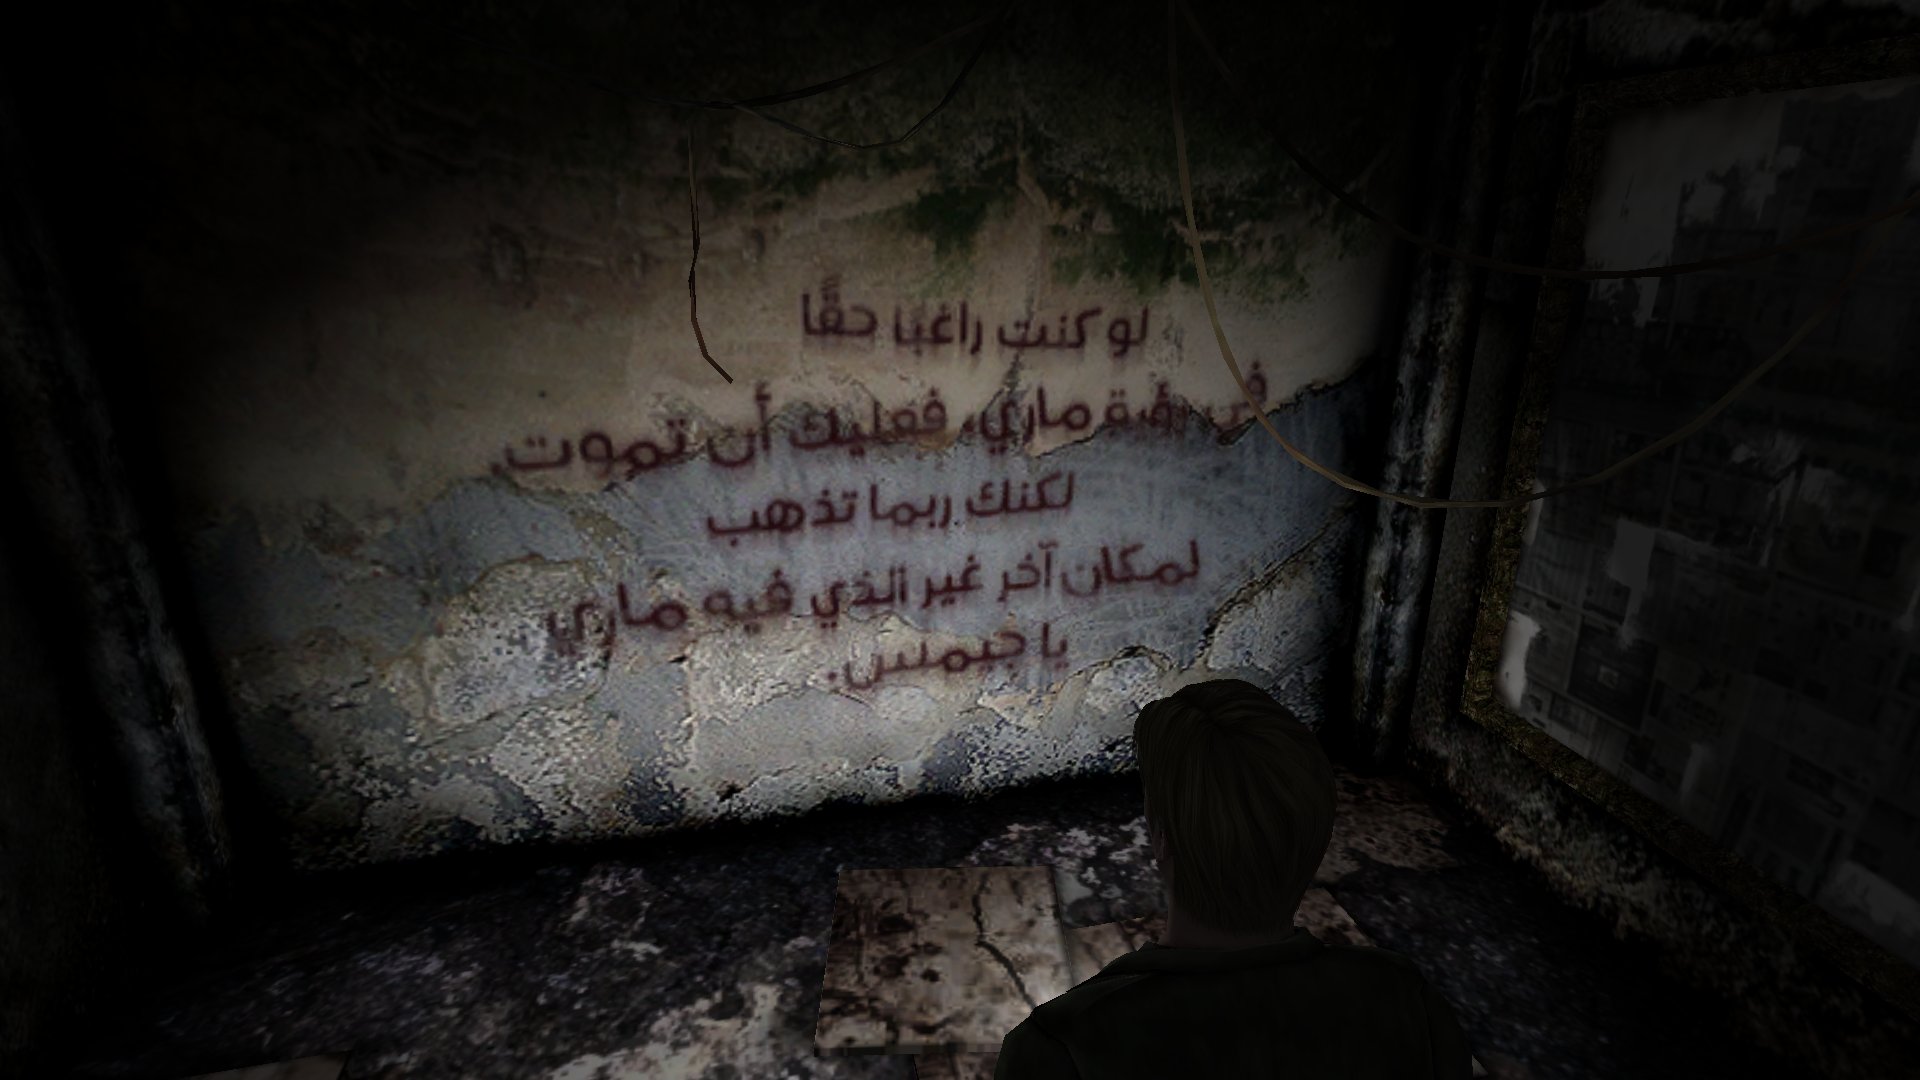 لو كنت راغبا حقًّا
في رؤية ماري، فعليك أن تموت.
لكنك ربما تذهب
لمكان آخر غير الذي فيه ماري
يا جيمس.